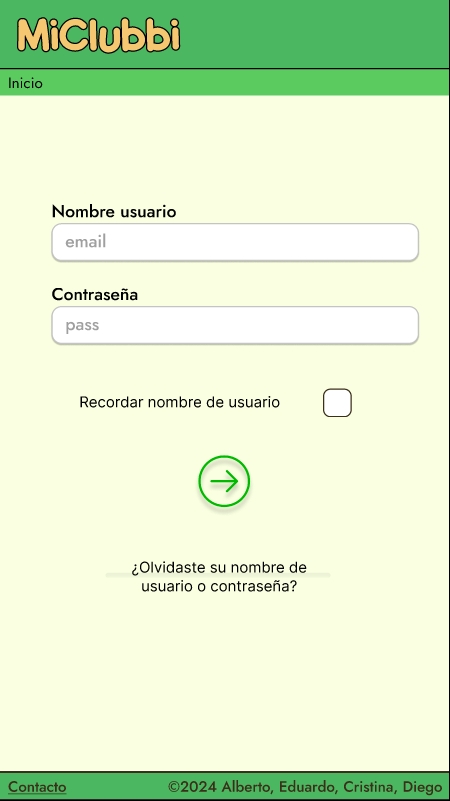 MiClubbi
Inicio
Nombre usuario
email
Contraseña
pass
Recordar nombre de usuario
¿Olvidaste su nombre de
usuario o contraseña?
Contacto ©2024 Alberto, Eduardo, Cristina, Diego